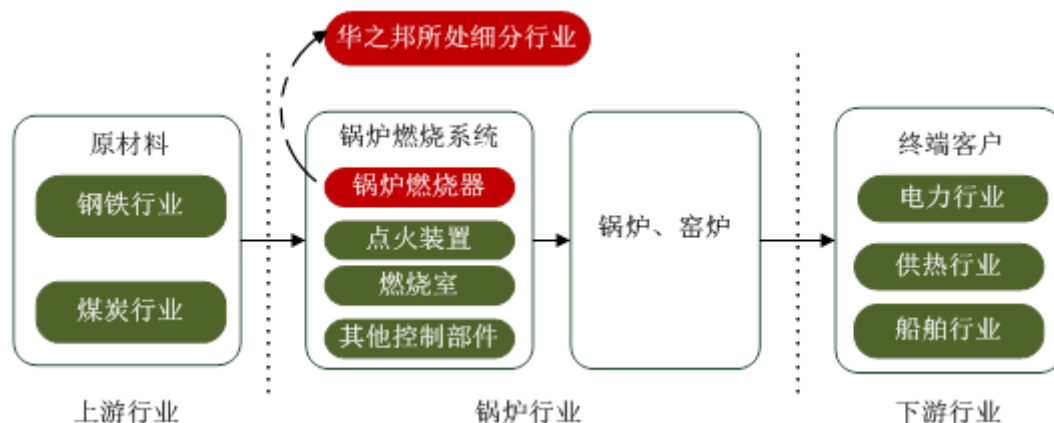 华之邦所处细分行业
原材料
钢铁行业
煤炭行业
锅炉燃烧系统
锅炉燃烧器
点火装置
燃烧室
其他控制部件
锅炉、窑炉
终端客户
电力行业
供热行业
船舶行业
上游行业
锅炉行业
下游行业